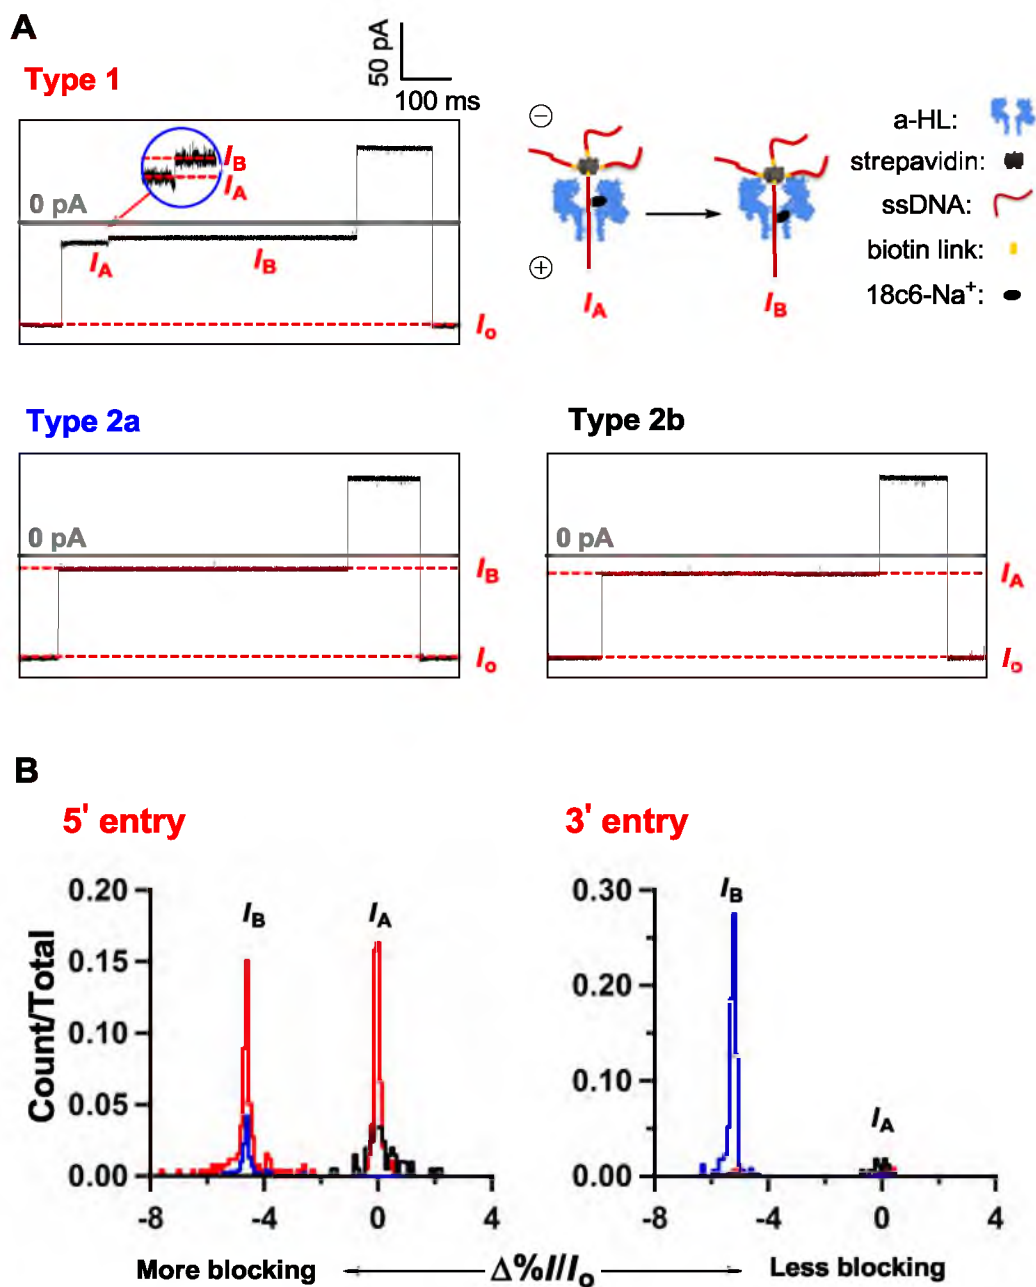 A
50 pA
100 ms
Type 1
I_B
I_A
0 pA
I_A
I_B
I_o
⊖
⊕
I_A
I_B
a-HL:
strepavidin:
ssDNA:
biotin link:
18c6-Na⁺:
Type 2a
0 pA
I_B
I_o
Type 2b
0 pA
I_A
I_o
B
5' entry
Count/Total
0.20
0.15
0.10
0.05
0.00
I_B
I_A
-8
-4
0
4
3' entry
0.30
0.20
0.10
0.00
I_B
I_A
-8
-4
0
4
More blocking
Δ%I/I_o
Less blocking